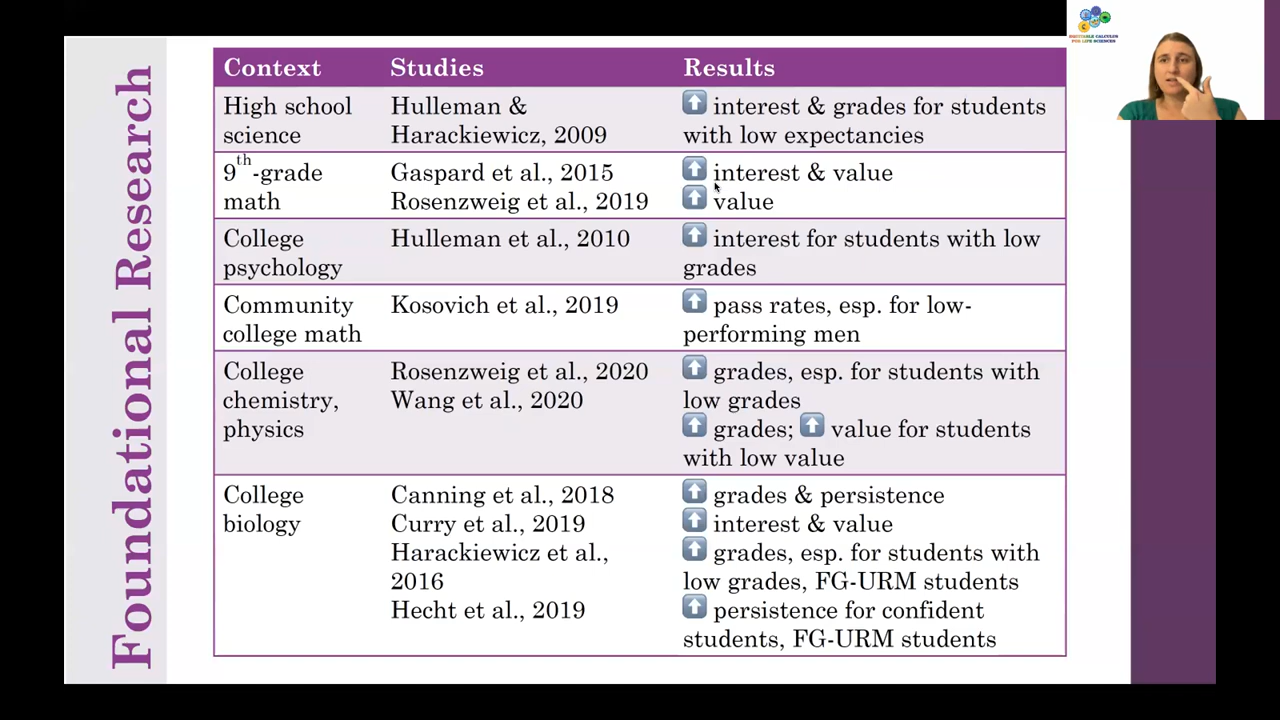 EQUITABLE CALCULUS
FOR LIFE SCIENCES
Foundational Research
Context Studies Results
High school science
Hulleman & Harackiewicz, 2009
⬆ interest & grades for students
with low expectancies
9th-grade math
Gaspard et al., 2015
Rosenzweig et al., 2019
⬆ interest & value
⬆ value
College psychology
Hulleman et al., 2010
⬆ interest for students with low
grades
Community college math
Kosovich et al., 2019
⬆ pass rates, esp. for low-
performing men
College chemistry, physics
Rosenzweig et al., 2020
Wang et al., 2020
⬆ grades, esp. for students with
low grades
⬆ grades; ⬆ value for students
with low value
College biology
Canning et al., 2018
Curry et al., 2019
Harackiewicz et al.,
2016
Hecht et al., 2019
⬆ grades & persistence
⬆ interest & value
⬆ grades, esp. for students with
low grades, FG-URM students
⬆ persistence for confident
students, FG-URM students